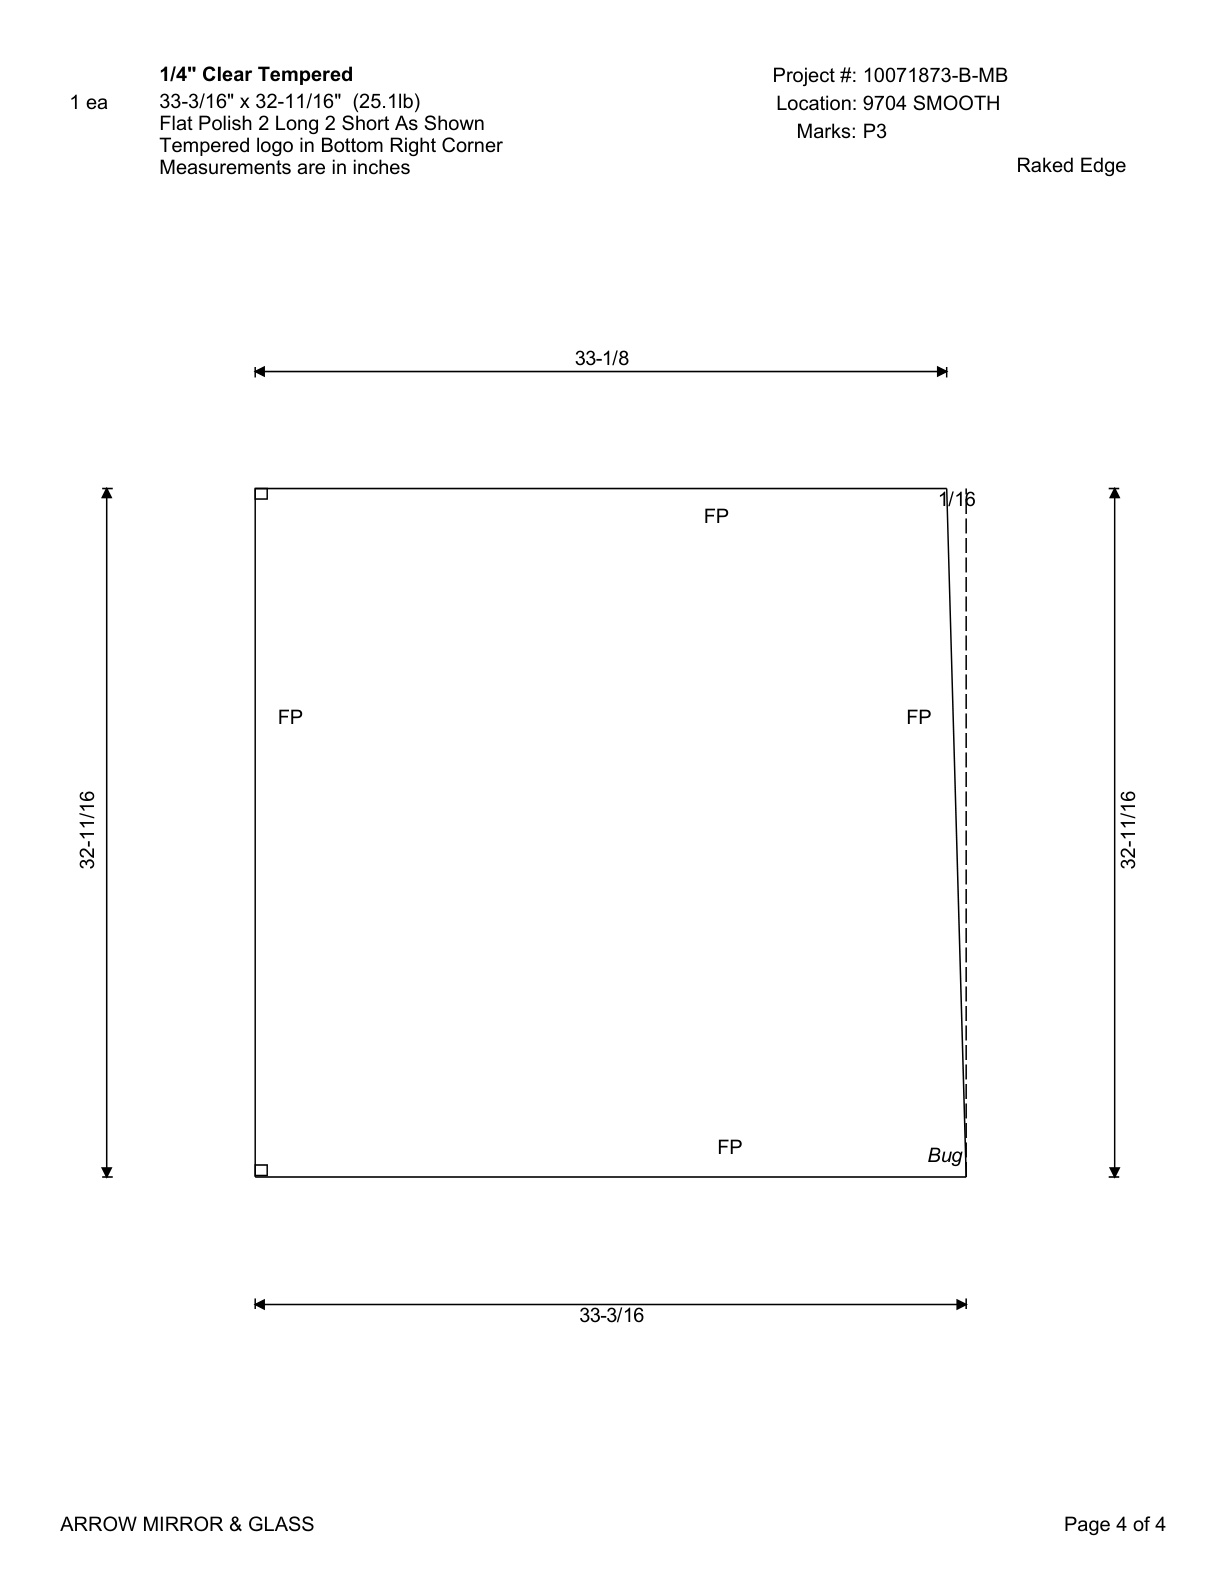 1/4" Clear Tempered
1 ea
33-3/16" x 32-11/16"  (25.1lb)
Flat Polish 2 Long 2 Short As Shown
Tempered logo in Bottom Right Corner
Measurements are in inches
Project #: 10071873-B-MB
Location: 9704 SMOOTH
Marks: P3
Raked Edge
33-1/8
1/16
FP
FP
FP
32-11/16
32-11/16
FP
Bug
33-3/16
ARROW MIRROR & GLASS
Page 4 of 4